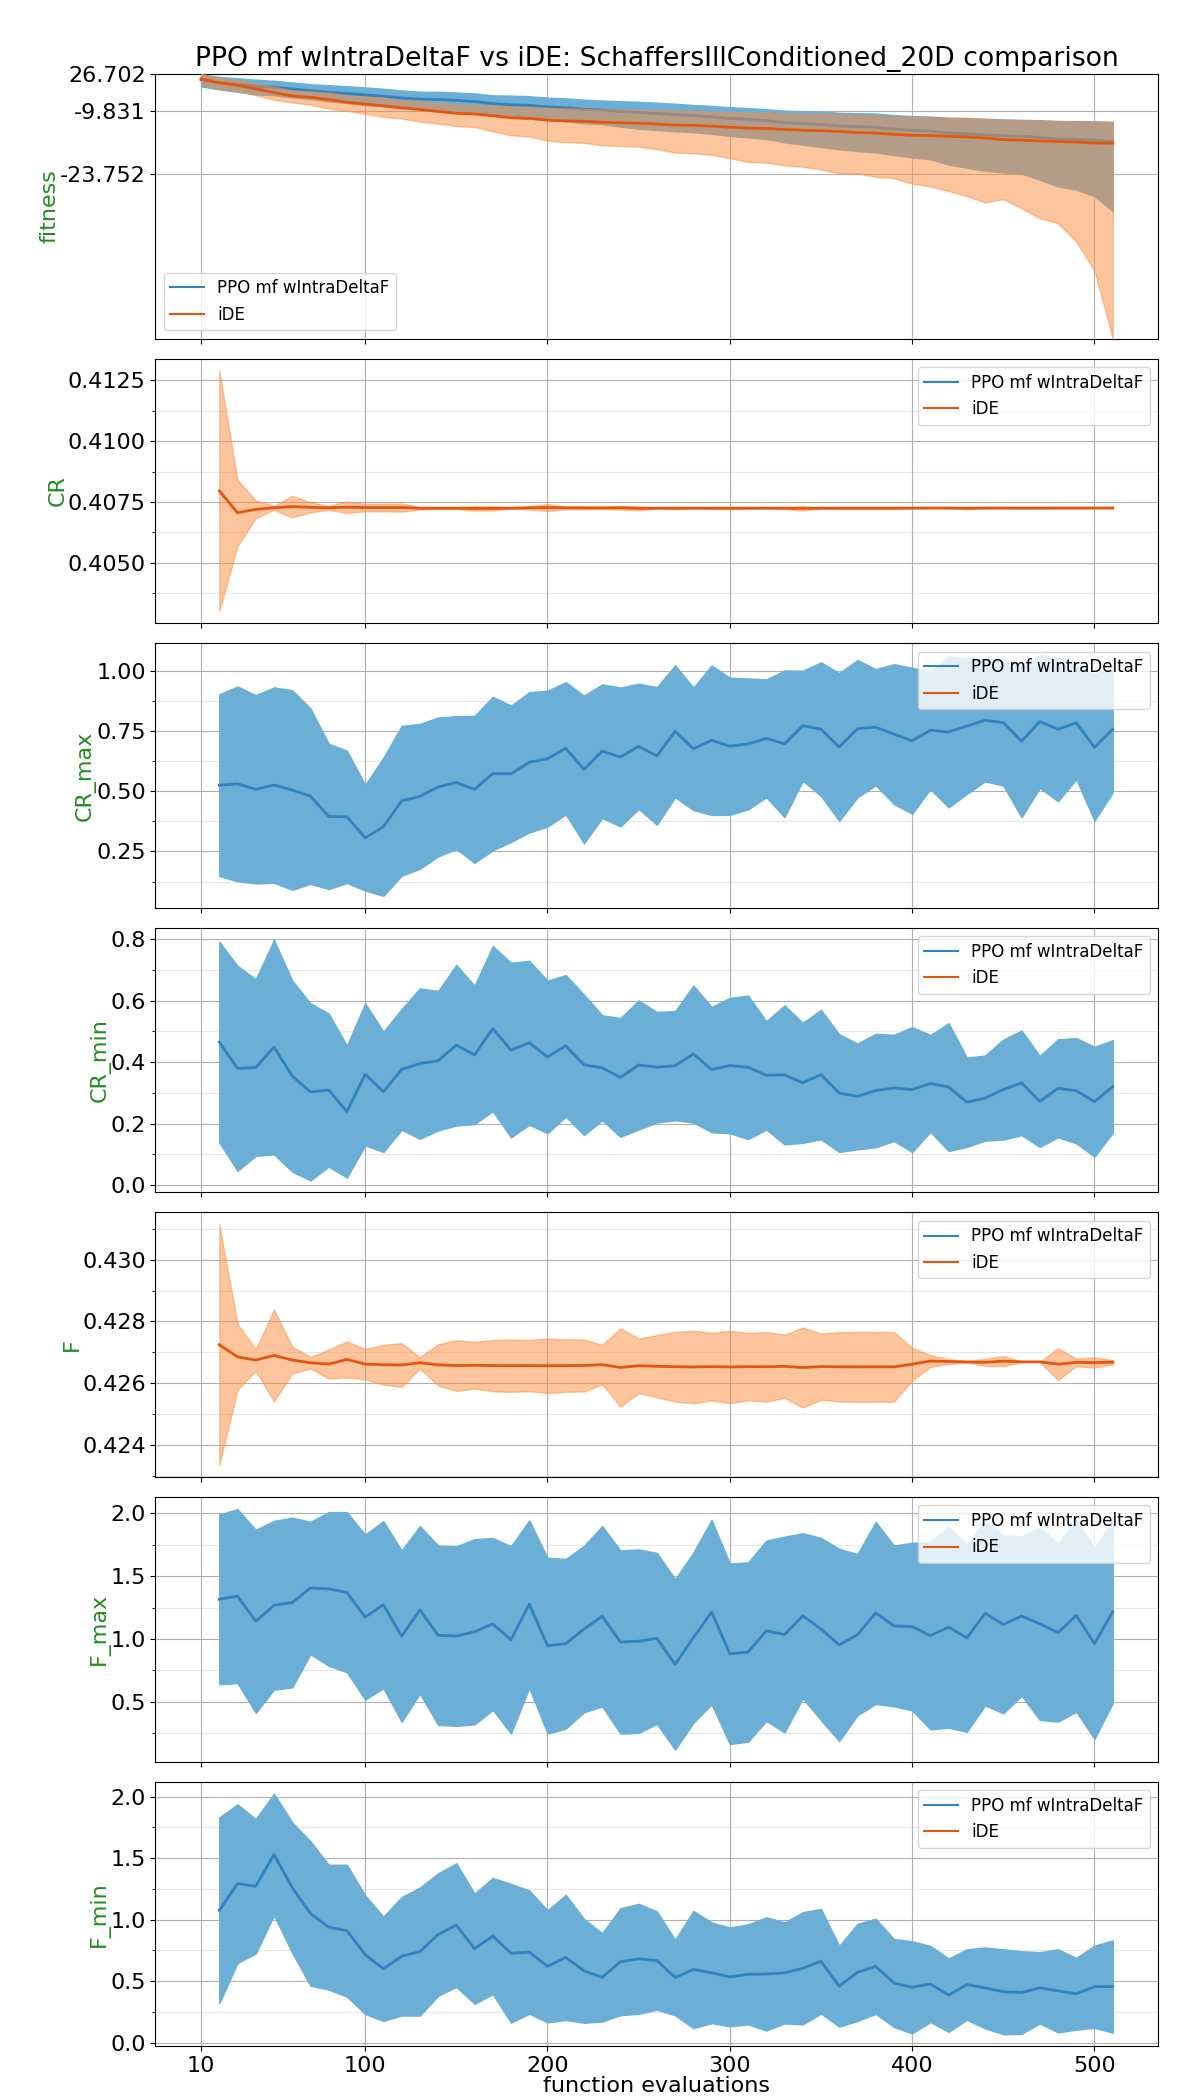 PPO mf wIntraDeltaF vs iDE: SchaffersIllConditioned_20D comparison
26.702
-9.831
-23.752
fitness
PPO mf wIntraDeltaF
iDE
0.4125
0.4100
0.4075
0.4050
CR
PPO mf wIntraDeltaF
iDE
1.00
0.75
0.50
0.25
CR_max
PPO mf wIntraDeltaF
iDE
0.8
0.6
0.4
0.2
0.0
CR_min
PPO mf wIntraDeltaF
iDE
0.430
0.428
0.426
0.424
F
PPO mf wIntraDeltaF
iDE
2.0
1.5
1.0
0.5
F_max
PPO mf wIntraDeltaF
iDE
2.0
1.5
1.0
0.5
0.0
F_min
PPO mf wIntraDeltaF
iDE
10 100 200 300 400 500
function evaluations